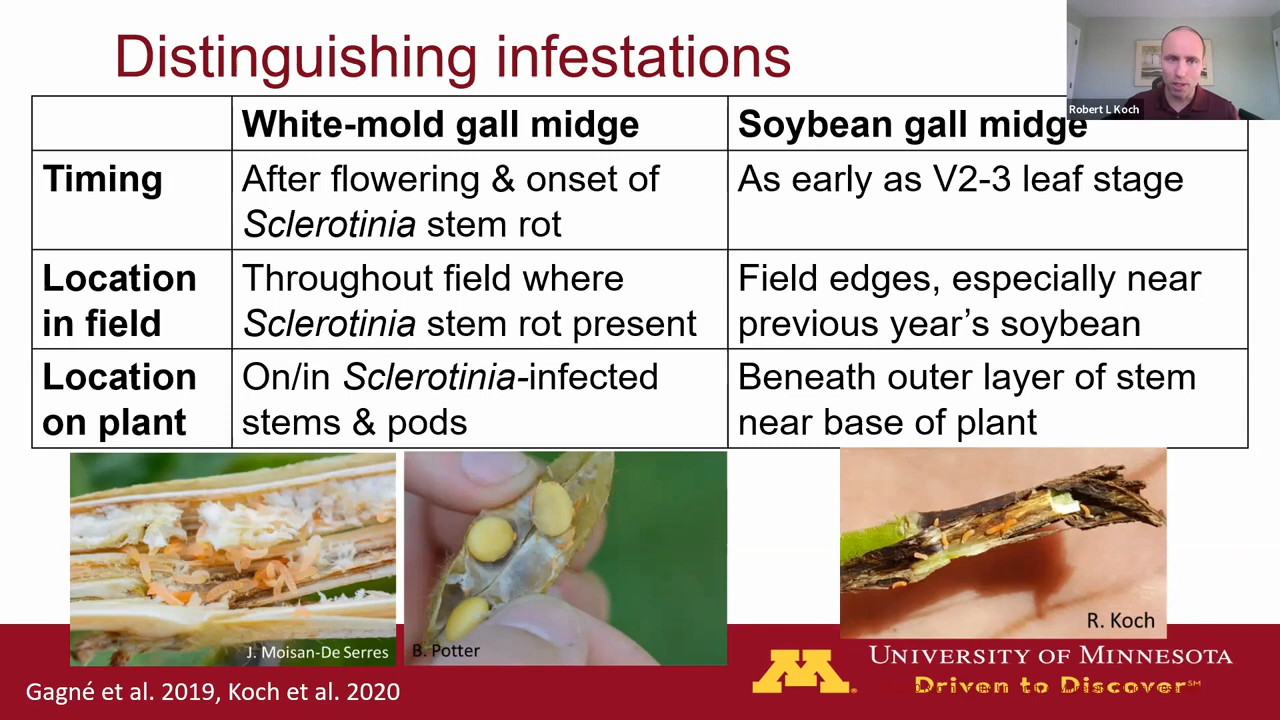 Distinguishing infestations
Robert L Koch
White-mold gall midge
Soybean gall midge
Timing
After flowering & onset of
Sclerotinia stem rot
As early as V2-3 leaf stage
Location
in field
Throughout field where
Sclerotinia stem rot present
Field edges, especially near
previous year’s soybean
Location
on plant
On/in Sclerotinia-infected
stems & pods
Beneath outer layer of stem
near base of plant
J. Moisan-De Serres
B. Potter
R. Koch
Gagné et al. 2019, Koch et al. 2020
M
UNIVERSITY OF MINNESOTA
Driven to Discover℠